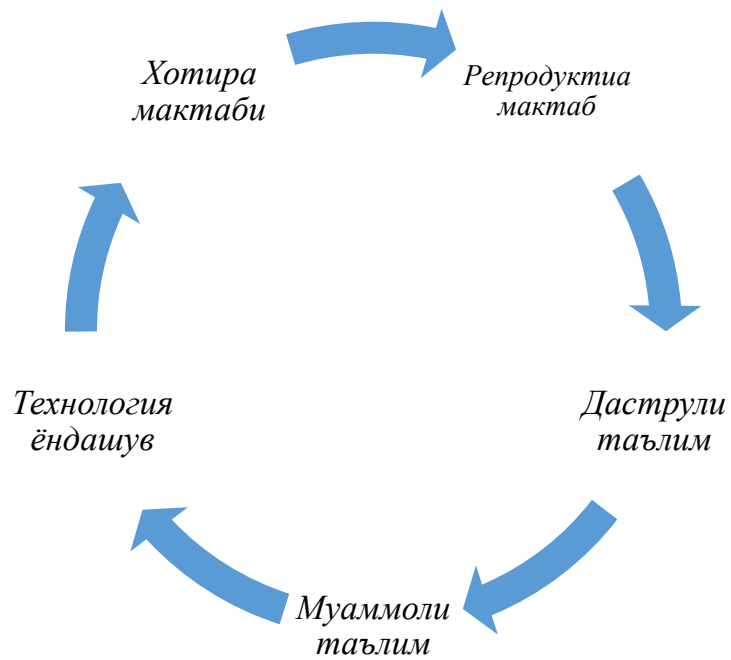 Хотира
мактаби
Репродуктиа
мактаб
Даструли
таълим
Муаммоли
таълим
Технология
ёндашув